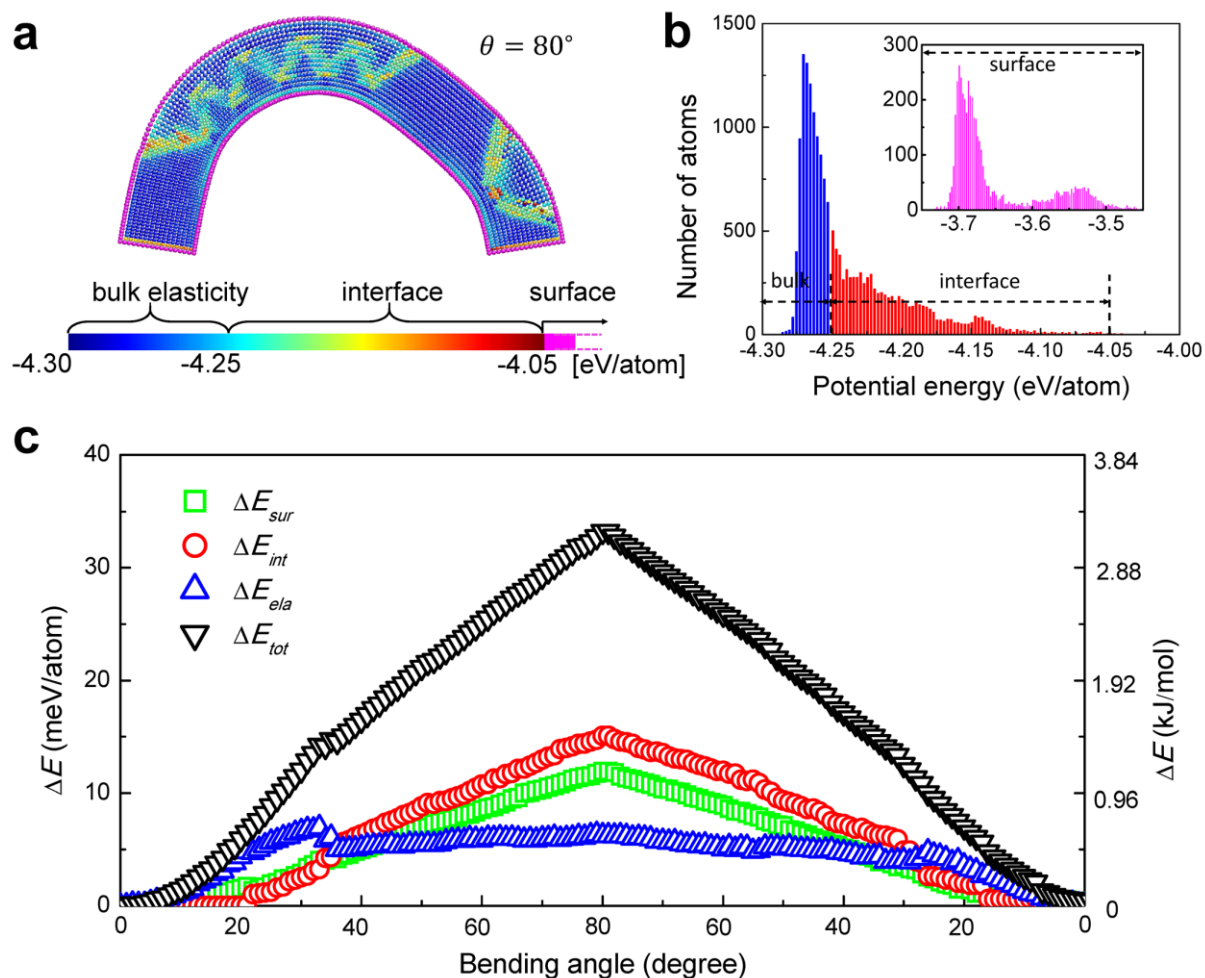 a
θ = 80°
bulk elasticity interface surface
-4.30 -4.25 -4.05 [eV/atom]
b
Number of atoms
1500
1000
500
0
300
200
100
0
surface
-3.7 -3.6 -3.5
bulk interface
-4.30 -4.25 -4.20 -4.15 -4.10 -4.05 -4.00
Potential energy (eV/atom)
c
ΔE (meV/atom)
40
30
20
10
0
ΔE_sur
ΔE_int
ΔE_ela
ΔE_tot
3.84
2.88
1.92
0.96
0
ΔE (kJ/mol)
0 20 40 60 80 60 40 20 0
Bending angle (degree)